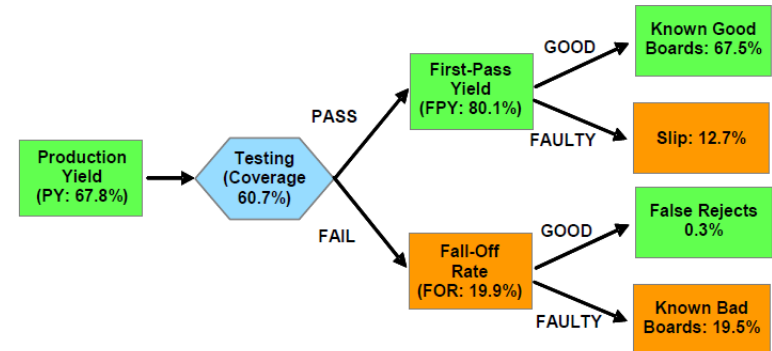 Production
Yield
(PY: 67.8%)
Testing
(Coverage
60.7%)
PASS
FAIL
First-Pass
Yield
(FPY: 80.1%)
Fall-Off
Rate
(FOR: 19.9%)
GOOD
FAULTY
GOOD
FAULTY
Known Good
Boards: 67.5%
Slip: 12.7%
False Rejects
0.3%
Known Bad
Boards: 19.5%